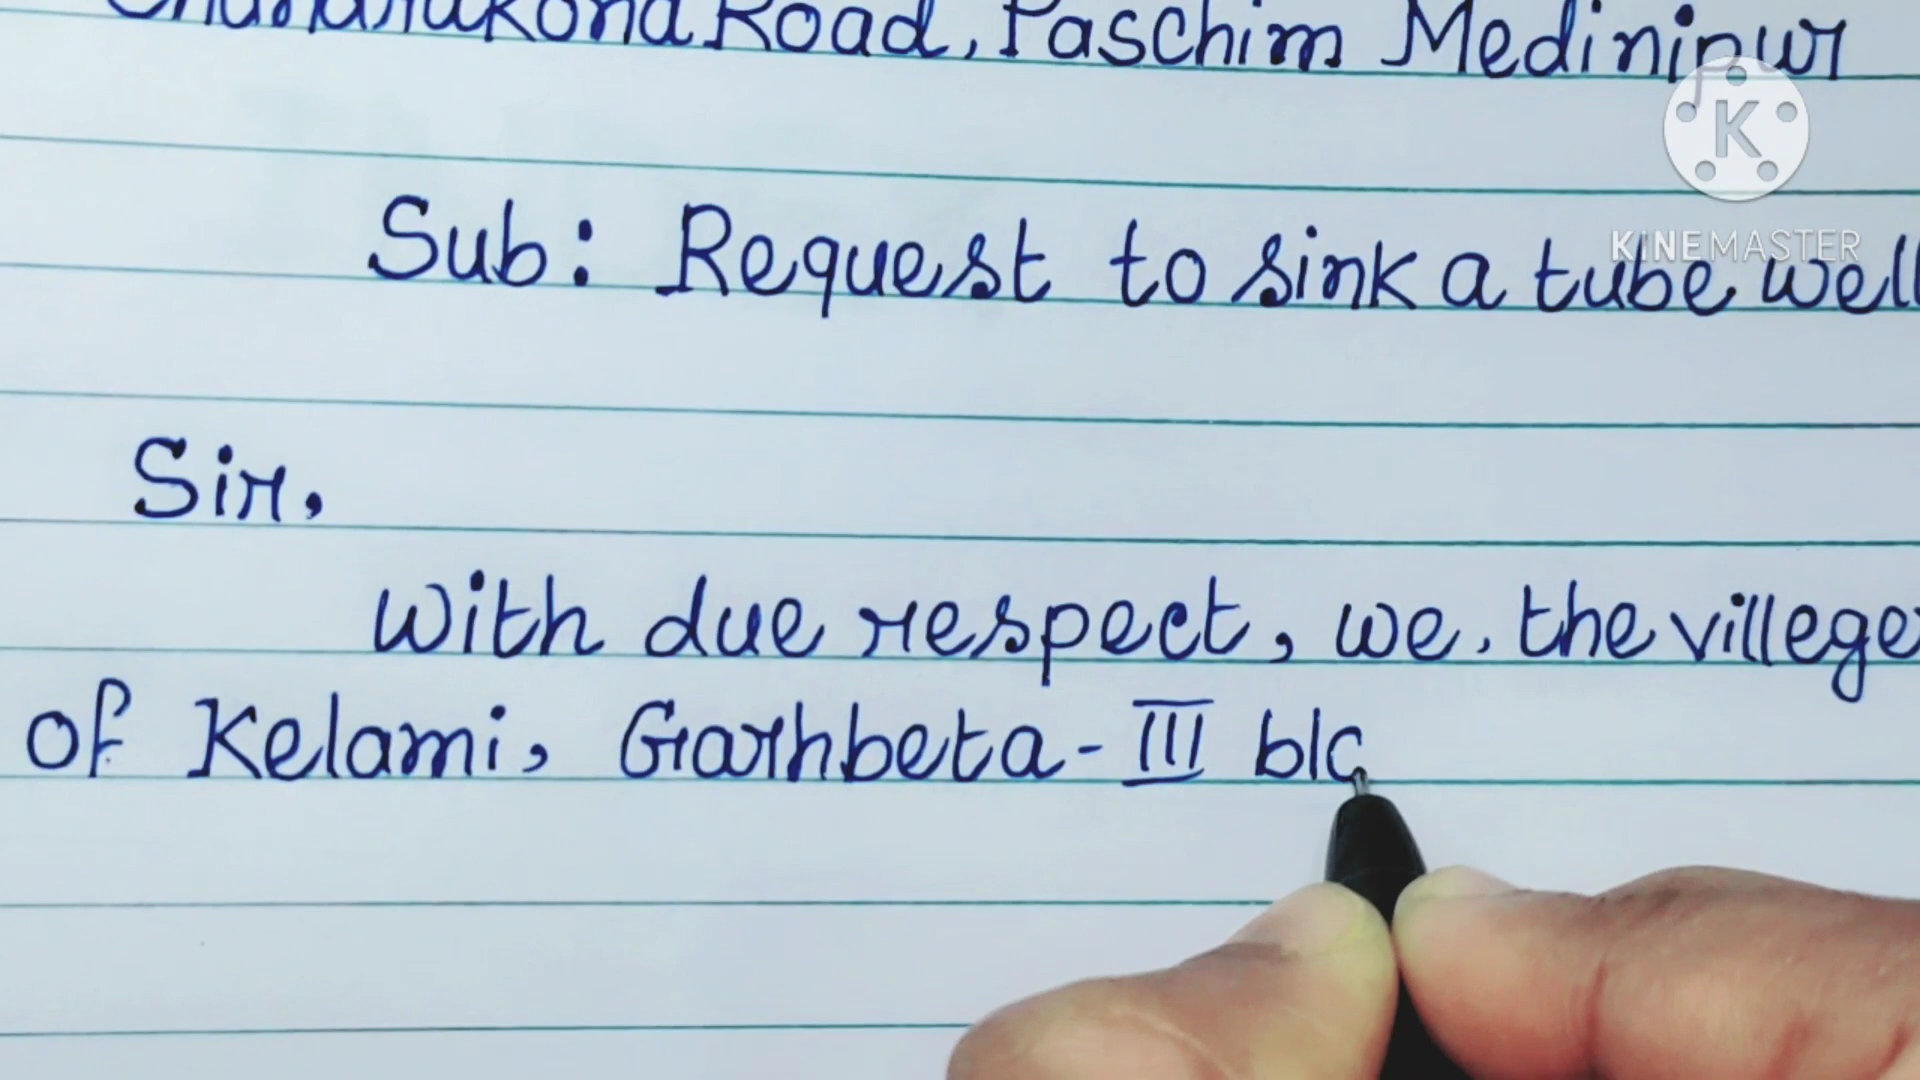 Chandrakona Road, Paschim Medinipur
K
KINEMASTER
Sub: Request to sink a tube well
Sir,
With due respect, we, the villege
of Kelami, Garhbeta-III blc